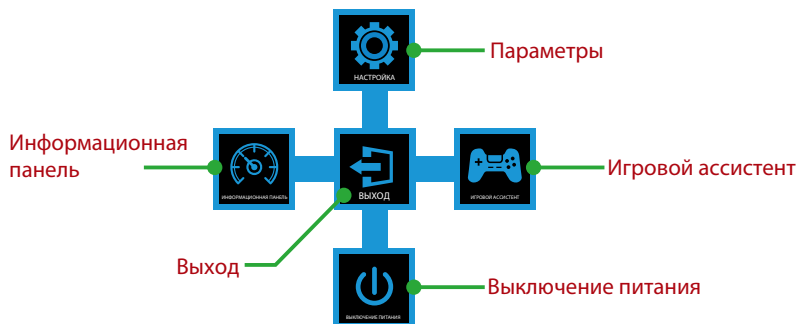 НАСТРОЙКА
Параметры
Информационная
панель
ИНФОРМАЦИОННАЯ ПАНЕЛЬ
ВЫХОД
ИГРОВОЙ АССИСТЕНТ
Игровой ассистент
Выход
ВЫКЛЮЧЕНИЕ ПИТАНИЯ
Выключение питания